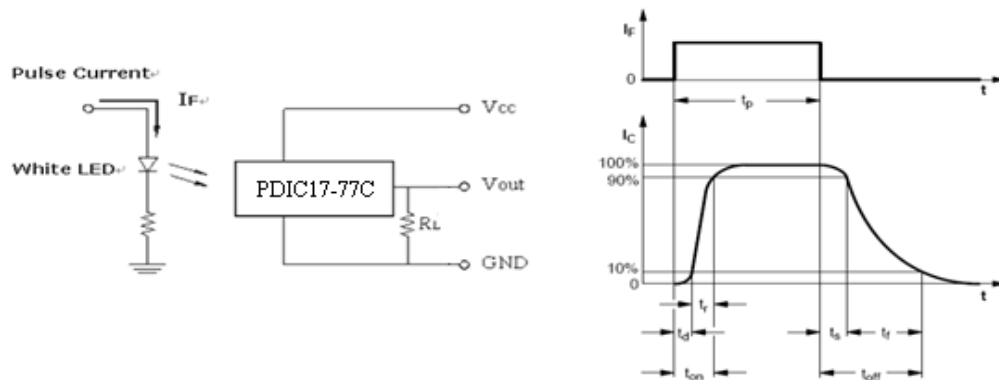 Pulse Current
IF
White LED
PDIC17-77C
Vcc
Vout
RL
GND
IF
0
t
tp
IC
100%
90%
10%
0
t
tr
td
ts
tf
ton
toff